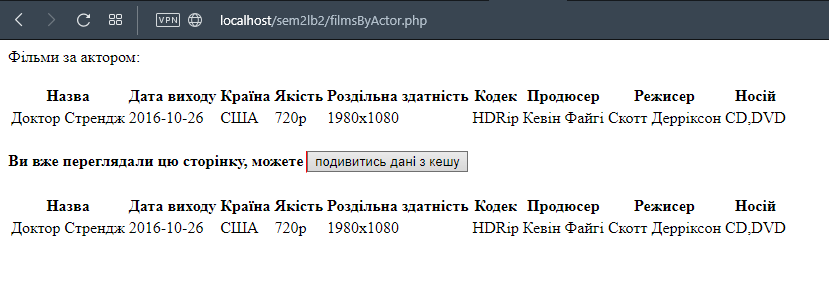 VPN localhost/sem2lb2/filmsByActor.php
Фільми за актором:
Назва Дата виходу Країна Якість Роздільна здатність Кодек Продюсер Режисер Носій
Доктор Стрендж 2016-10-26 США 720p 1980x1080 HDRip Кевін Файгі Скотт Дерріксон CD,DVD
Ви вже переглядали цю сторінку, можете подивитись дані з кешу
Назва Дата виходу Країна Якість Роздільна здатність Кодек Продюсер Режисер Носій
Доктор Стрендж 2016-10-26 США 720p 1980x1080 HDRip Кевін Файгі Скотт Дерріксон CD,DVD